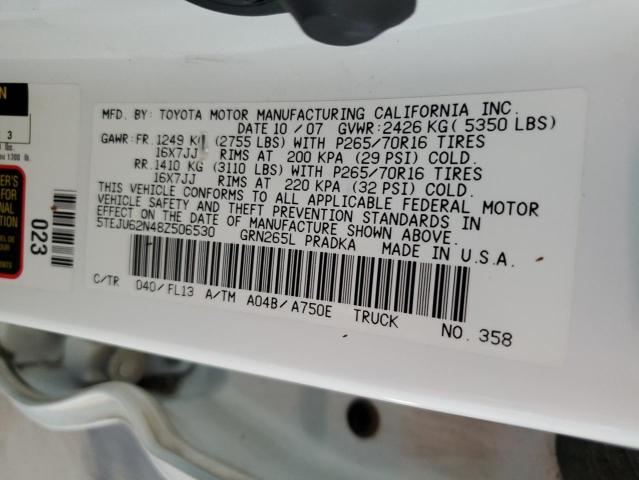 MFD. BY: TOYOTA MOTOR MANUFACTURING CALIFORNIA INC.
DATE 10/07 GVWR:2426 KG( 5350 LBS)
GAWR:FR.1249 KG (2755 LBS) WITH P265/70R16 TIRES
16X7JJ RIMS AT 200 KPA (29 PSI) COLD.
RR.1410 KG (3110 LBS) WITH P265/70R16 TIRES
16X7JJ RIMS AT 220 KPA (32 PSI) COLD.
THIS VEHICLE CONFORMS TO ALL APPLICABLE FEDERAL MOTOR
VEHICLE SAFETY AND THEFT PREVENTION STANDARDS IN
EFFECT ON THE DATE OF MANUFACTURE SHOWN ABOVE.
5TEJU62N48Z506530 GRN265L PRADKA MADE IN U.S.A.
C/TR 040/FL13 A/TM A04B/A750E TRUCK NO. 358
023